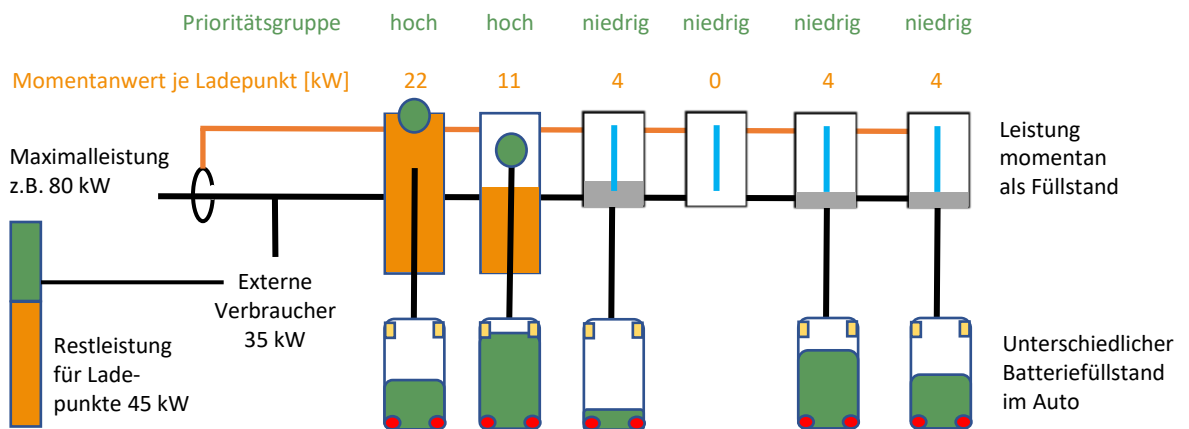 Prioritätsgruppe hoch hoch niedrig niedrig niedrig niedrig
Momentanwert je Ladepunkt [kW] 22 11 4 0 4 4
Maximalleistung
z.B. 80 kW
Leistung
momentan
als Füllstand
Externe
Verbraucher
35 kW
Restleistung
für Lade-
punkte 45 kW
Unterschiedlicher
Batteriefüllstand
im Auto